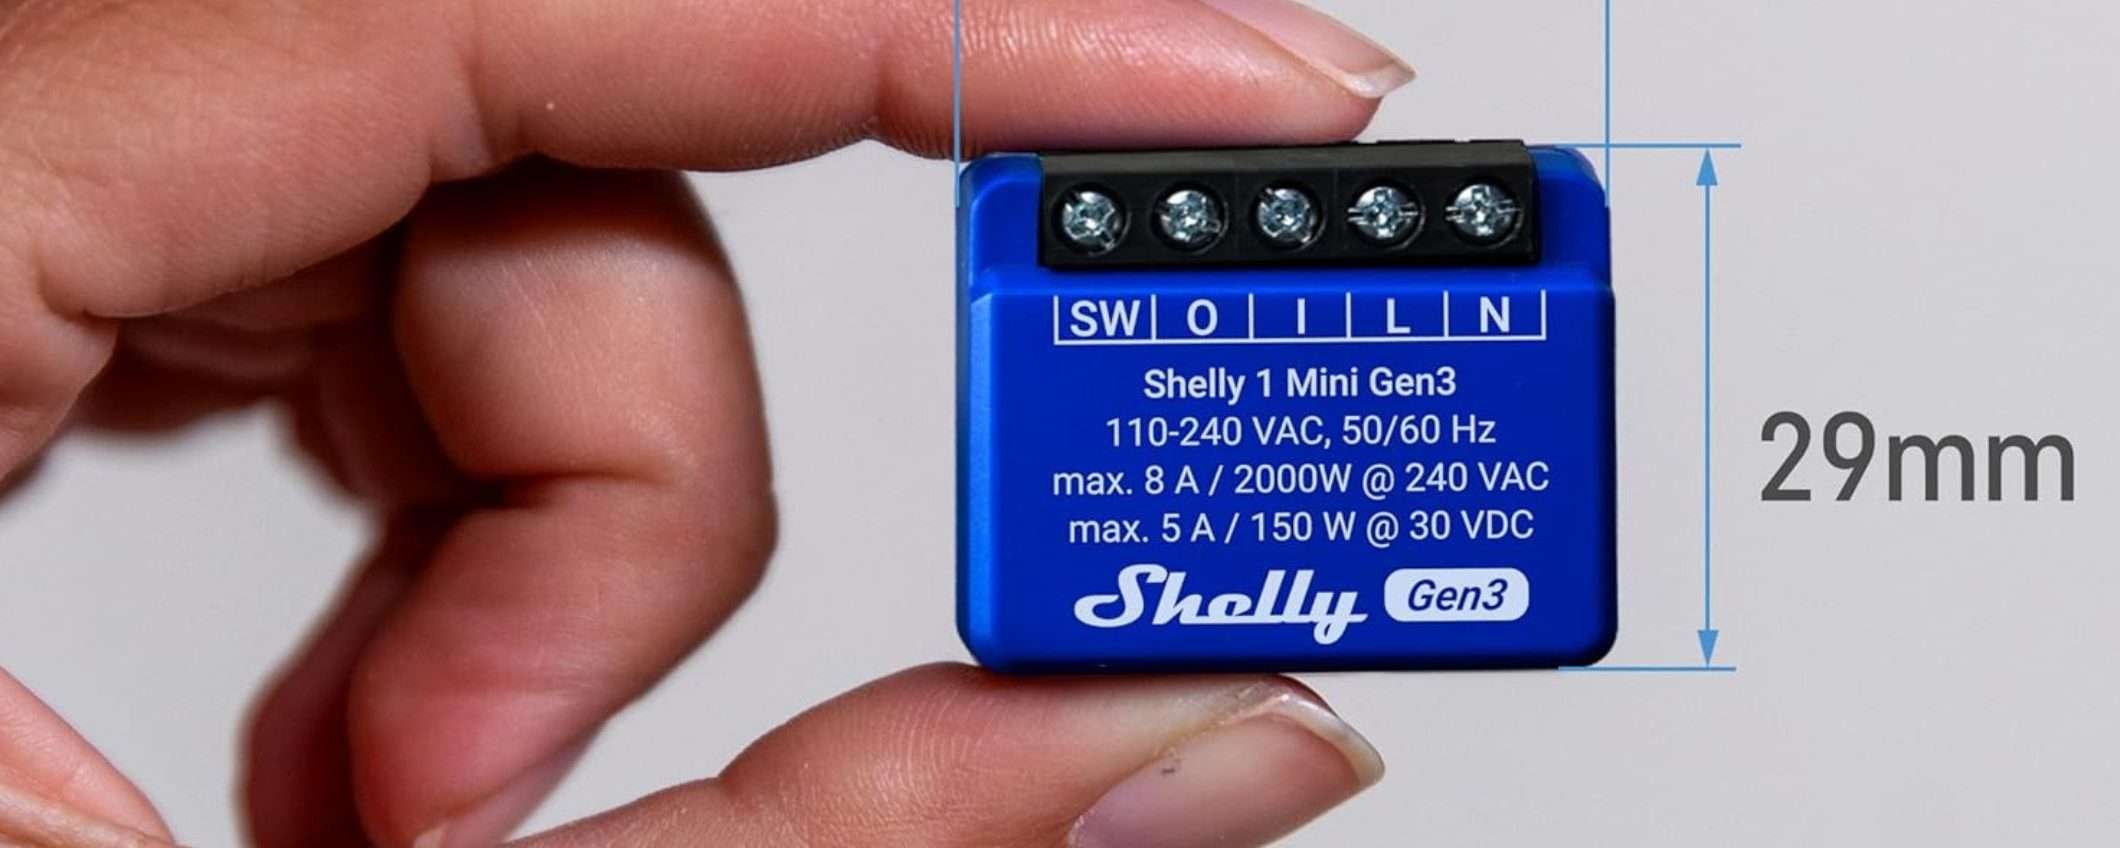 SW O I L N
Shelly 1 Mini Gen3
110-240 VAC, 50/60 Hz
max. 8 A / 2000W @ 240 VAC
max. 5 A / 150 W @ 30 VDC
Shelly Gen3
29mm